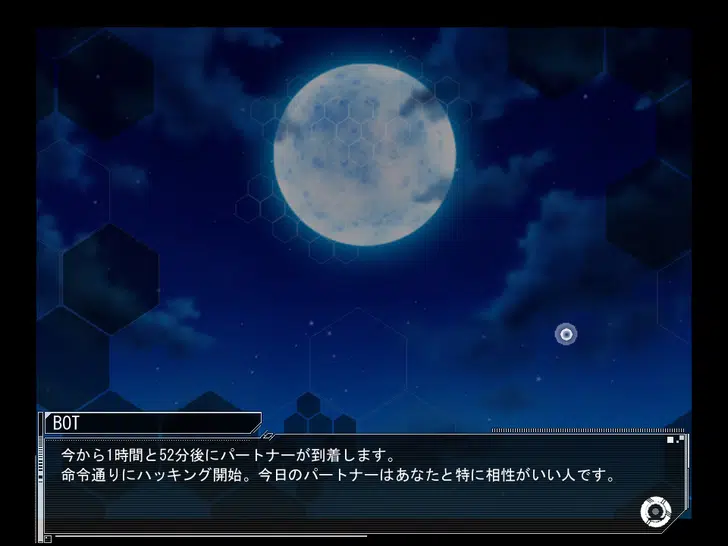 BOT
今から1時間と52分後にパートナーが到着します。
命令通りにハッキング開始。今日のパートナーはあなたと特に相性がいい人です。